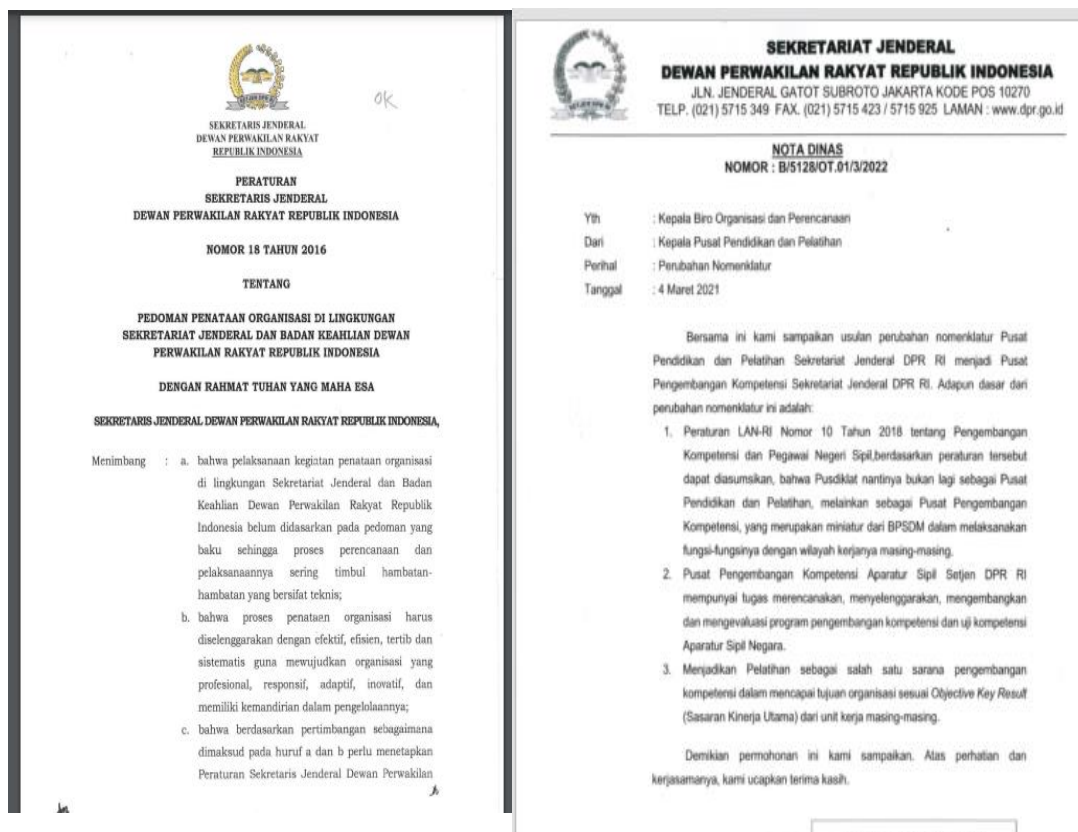 OK
SEKRETARIS JENDERAL
DEWAN PERWAKILAN RAKYAT
REPUBLIK INDONESIA
PERATURAN
SEKRETARIS JENDERAL
DEWAN PERWAKILAN RAKYAT REPUBLIK INDONESIA
NOMOR 18 TAHUN 2016
TENTANG
PEDOMAN PENATAAN ORGANISASI DI LINGKUNGAN
SEKRETARIAT JENDERAL DAN BADAN KEAHLIAN DEWAN
PERWAKILAN RAKYAT REPUBLIK INDONESIA
DENGAN RAHMAT TUHAN YANG MAHA ESA
SEKRETARIS JENDERAL DEWAN PERWAKILAN RAKYAT REPUBLIK INDONESIA,
Menimbang : a. bahwa pelaksanaan kegiatan penataan organisasi
di lingkungan Sekretariat Jenderal dan Badan
Keahlian Dewan Perwakilan Rakyat Republik
Indonesia belum didasarkan pada pedoman yang
baku sehingga proses perencanaan dan
pelaksanaannya sering timbul hambatan-
hambatan yang bersifat teknis;
b. bahwa proses penataan organisasi harus
diselenggarakan dengan efektif, efisien, tertib dan
sistematis guna mewujudkan organisasi yang
profesional, responsif, adaptif, inovatif, dan
memiliki kemandirian dalam pengelolaannya;
c. bahwa berdasarkan pertimbangan sebagaimana
dimaksud pada huruf a dan b perlu menetapkan
Peraturan Sekretaris Jenderal Dewan Perwakilan
SEKRETARIAT JENDERAL
DEWAN PERWAKILAN RAKYAT REPUBLIK INDONESIA
JLN. JENDERAL GATOT SUBROTO JAKARTA KODE POS 10270
TELP. (021) 5715 349 FAX. (021) 5715 423 / 5715 925 LAMAN : www.dpr.go.id
NOTA DINAS
NOMOR : B/5128/OT.01/3/2022
Yth : Kepala Biro Organisasi dan Perencanaan
Dari : Kepala Pusat Pendidikan dan Pelatihan
Perihal : Perubahan Nomenklatur
Tanggal : 4 Maret 2021
Bersama ini kami sampaikan usulan perubahan nomenklatur Pusat
Pendidikan dan Pelatihan Sekretariat Jenderal DPR RI menjadi Pusat
Pengembangan Kompetensi Sekretariat Jenderal DPR RI. Adapun dasar dari
perubahan nomenklatur ini adalah:
1. Peraturan LAN-RI Nomor 10 Tahun 2018 tentang Pengembangan
Kompetensi dan Pegawai Negeri Sipil,berdasarkan peraturan tersebut
dapat diasumsikan, bahwa Pusdiklat nantinya bukan lagi sebagai Pusat
Pendidikan dan Pelatihan, melainkan sebagai Pusat Pengembangan
Kompetensi, yang merupakan miniatur dari BPSDM dalam melaksanakan
fungsi-fungsinya dengan wilayah kerjanya masing-masing.
2. Pusat Pengembangan Kompetensi Aparatur Sipil Setjen DPR RI
mempunyai tugas merencanakan, menyelenggarakan, mengembangkan
dan mengevaluasi program pengembangan kompetensi dan uji kompetensi
Aparatur Sipil Negara.
3. Menjadikan Pelatihan sebagai salah satu sarana pengembangan
kompetensi dalam mencapai tujuan organisasi sesuai Objective Key Result
(Sasaran Kinerja Utama) dari unit kerja masing-masing.
Demikian permohonan ini kami sampaikan. Atas perhatian dan
kerjasamanya, kami ucapkan terima kasih.